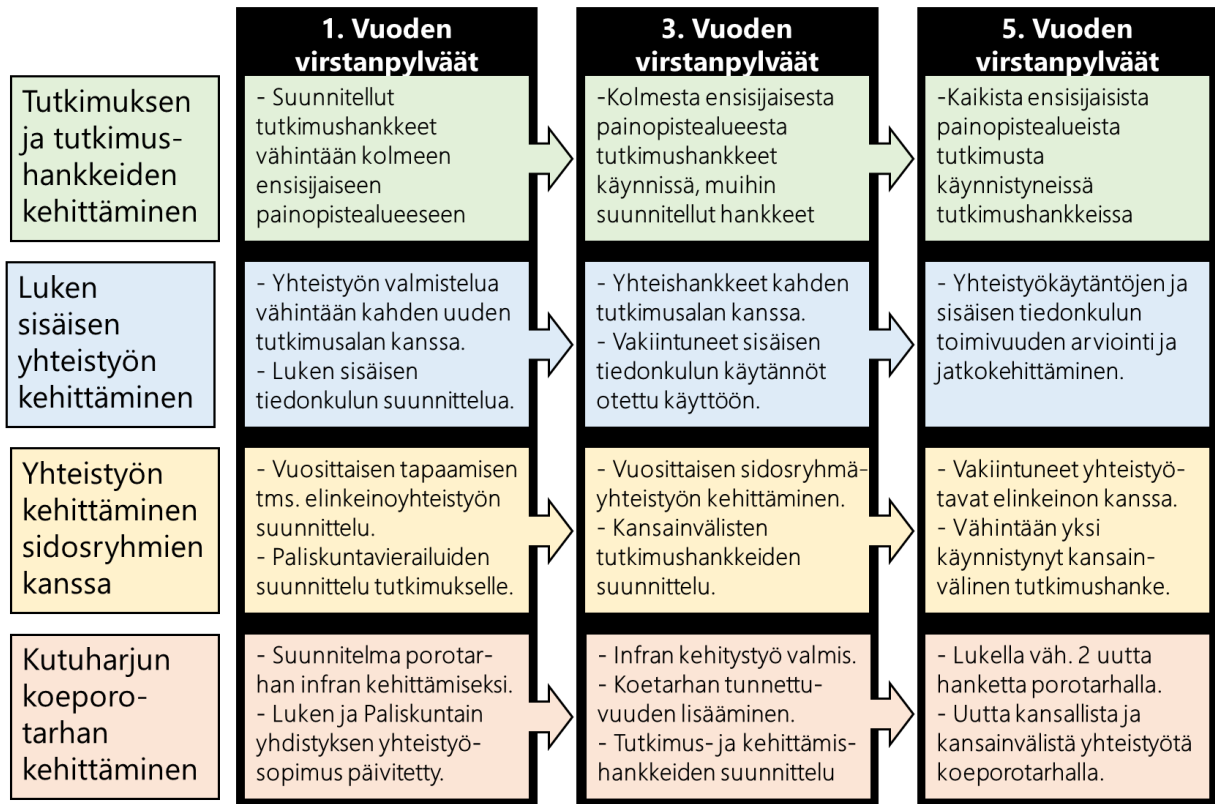 1. Vuoden
virstanpylväät
3. Vuoden
virstanpylväät
5. Vuoden
virstanpylväät
Tutkimuksen
ja tutkimus-
hankkeiden
kehittäminen
- Suunnitellut
tutkimushankkeet
vähintään kolmeen
ensisijaiseen
painopistealueeseen
-Kolmesta ensisijaisesta
painopistealueesta
tutkimushankkeet
käynnissä, muihin
suunnitellut hankkeet
-Kaikista ensisijaisista
painopistealueista
tutkimusta
käynnistyneissä
tutkimushankkeissa
Luken
sisäisen
yhteistyön
kehittäminen
- Yhteistyön valmistelua
vähintään kahden uuden
tutkimusalan kanssa.
- Luken sisäisen
tiedonkulun suunnittelua.
- Yhteishankkeet kahden
tutkimusalan kanssa.
- Vakiintuneet sisäisen
tiedonkulun käytännöt
otettu käyttöön.
- Yhteistyökäytäntöjen ja
sisäisen tiedonkulun
toimivuuden arviointi ja
jatkokehittäminen.
Yhteistyön
kehittäminen
sidosryhmien
kanssa
- Vuosittaisen tapaamisen
tms. elinkeinoyhteistyön
suunnittelu.
- Paliskuntavierailuiden
suunnittelu tutkimukselle.
- Vuosittaisen sidosryhmä-
yhteistyön kehittäminen.
- Kansainvälisten
tutkimushankkeiden
suunnittelu.
- Vakiintuneet yhteistyö-
tavat elinkeinon kanssa.
- Vähintään yksi
käynnistynyt kansain-
välinen tutkimushanke.
Kutuharjun
koeporo-
tarhan
kehittäminen
- Suunnitelma porotar-
han infran kehittämiseksi.
- Luken ja Paliskuntain
yhdistyksen yhteistyö-
sopimus päivitetty.
- Infran kehitystyö valmis.
- Koetarhan tunnettu-
vuuden lisääminen.
- Tutkimus- ja kehittämis-
hankkeiden suunnittelu
- Lukella väh. 2 uutta
hanketta porotarhalla.
- Uutta kansallista ja
kansainvälistä yhteistyötä
koeporotarhalla.